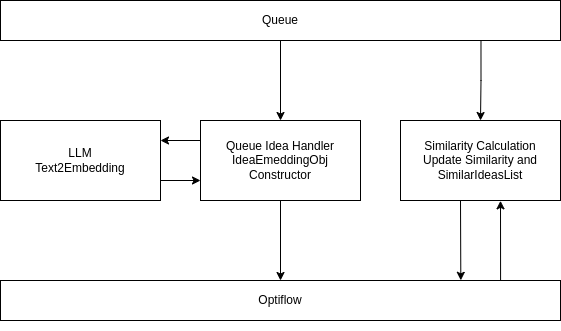 Queue
LLM
Text2Embedding
Queue Idea Handler
IdeaEmeddingObj
Constructor
Similarity Calculation
Update Similarity and
SimilarIdeasList
Optiflow